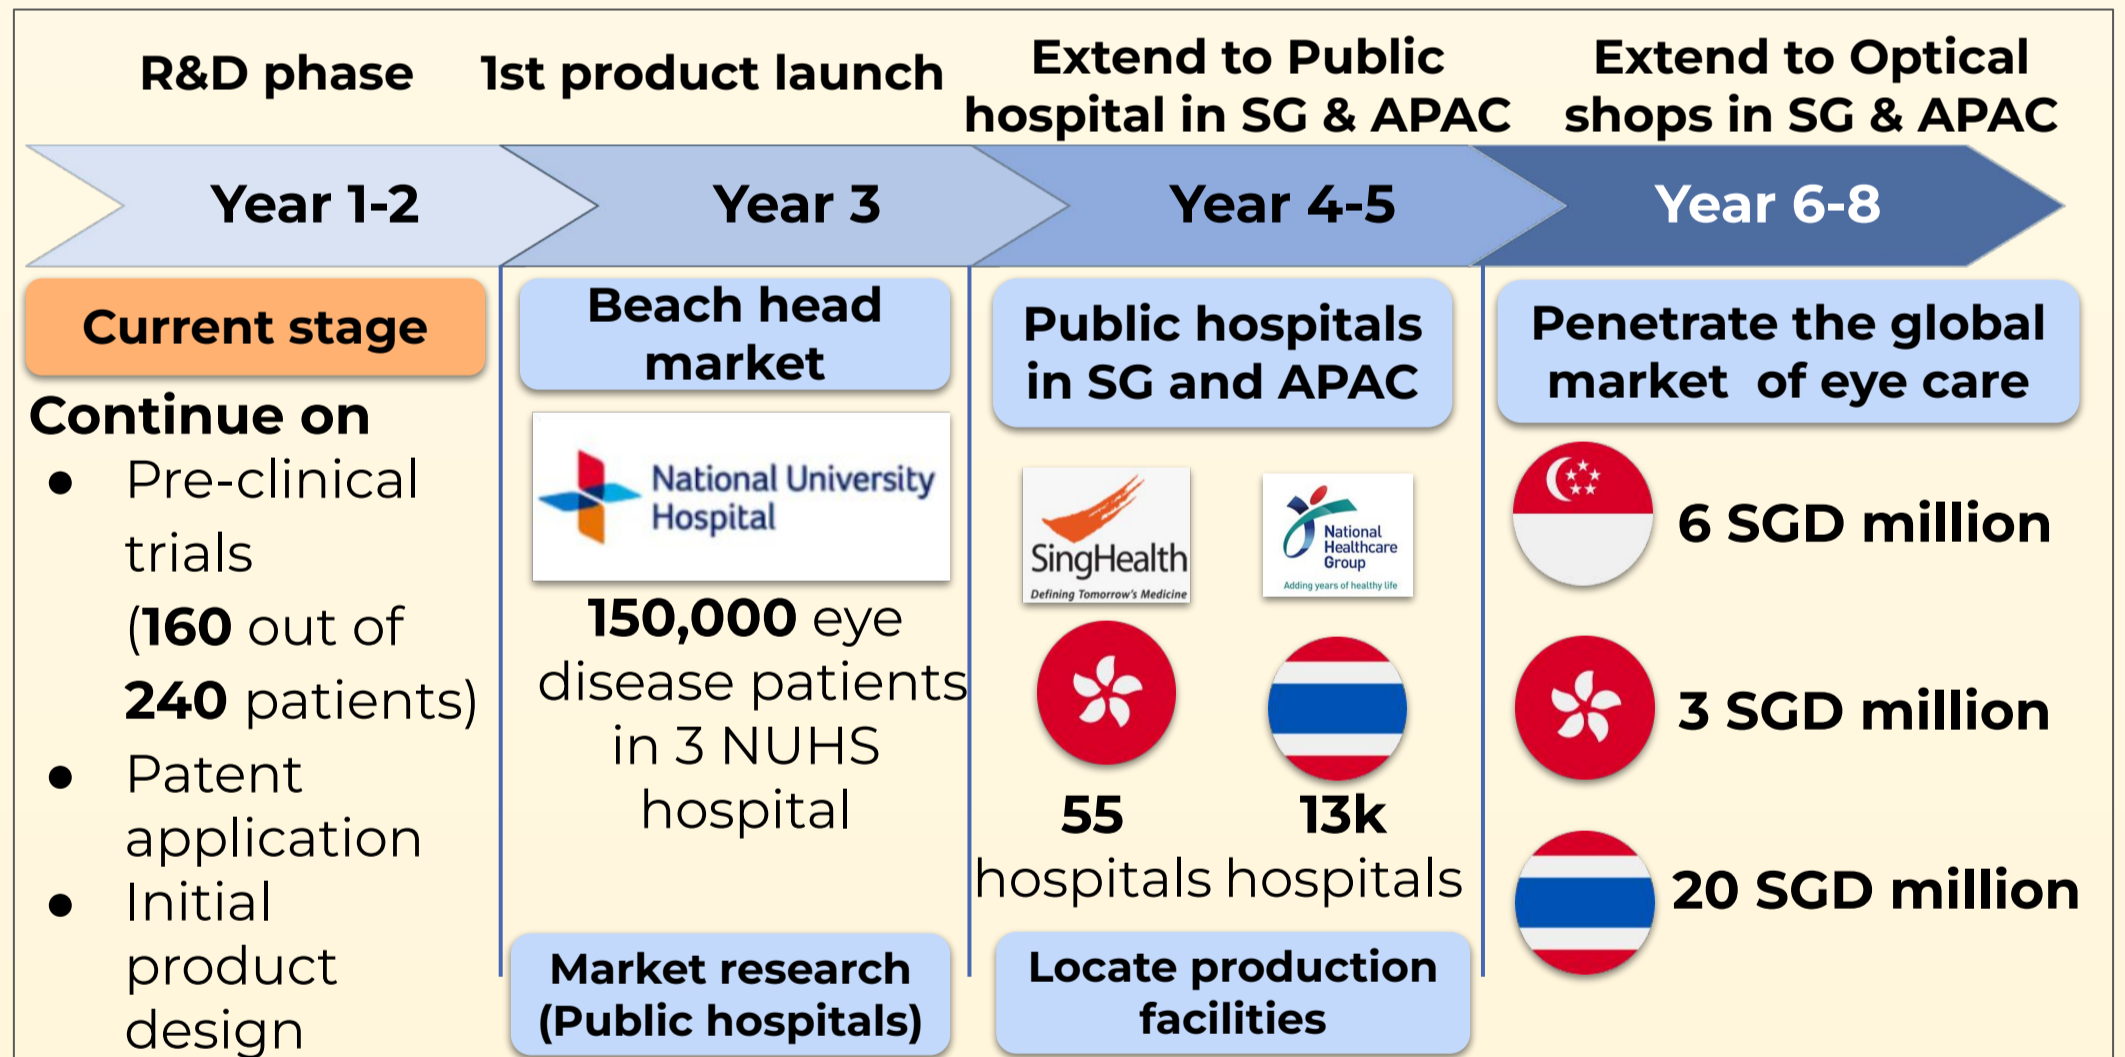 R&D phase
1st product launch
Extend to Public
hospital in SG & APAC
Extend to Optical
shops in SG & APAC
Year 1-2
Year 3
Year 4-5
Year 6-8
Current stage
Continue on
● Pre-clinical
trials
(160 out of
240 patients)
● Patent
application
● Initial
product
design
Beach head
market
National University
Hospital
150,000 eye
disease patients
in 3 NUHS
hospital
Market research
(Public hospitals)
Public hospitals
in SG and APAC
SingHealth
Defining Tomorrow's Medicine
National
Healthcare
Group
Adding years of healthy life
55
hospitals
13k
hospitals
Locate production
facilities
Penetrate the global
market of eye care
6 SGD million
3 SGD million
20 SGD million